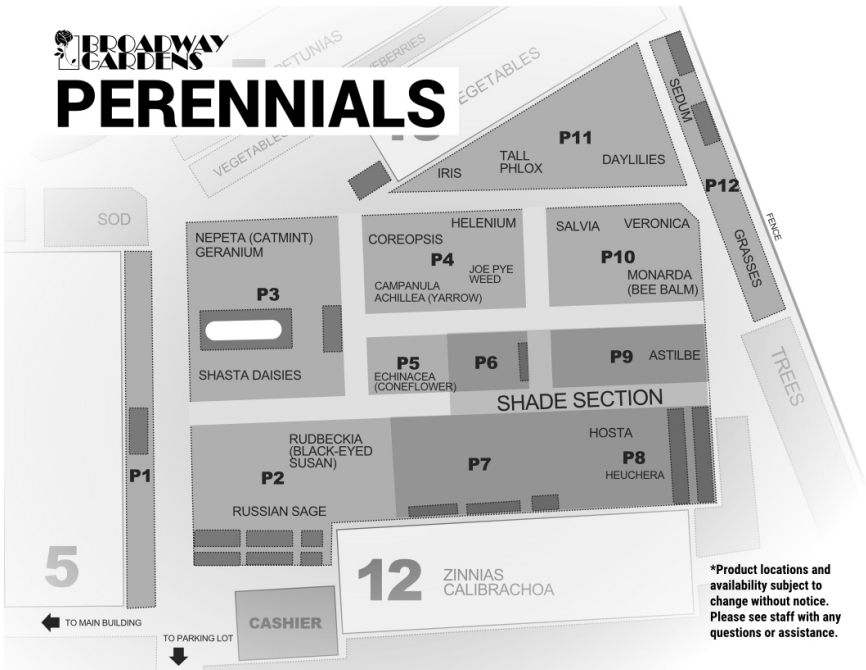 BROADWAY
GARDENS
PERENNIALS
VEGETABLES
SOD
SEDUM
P11
IRIS
TALL
PHLOX
DAYLILIES
P12
FENCE
GRASSES
NEPETA (CATMINT)
GERANIUM
P3
SHASTA DAISIES
HELENIUM
COREOPSIS
P4
JOE PYE
WEED
CAMPANULA
ACHILLEA (YARROW)
SALVIA
VERONICA
P10
MONARDA
(BEE BALM)
P5
ECHINACEA
(CONEFLOWER)
P6
P9
ASTILBE
TREES
SHADE SECTION
P1
RUDBECKIA
(BLACK-EYED
SUSAN)
P2
RUSSIAN SAGE
P7
HOSTA
P8
HEUCHERA
5
12
ZINNIAS
CALIBRACHOA
CASHIER
TO MAIN BUILDING
TO PARKING LOT
*Product locations and
availability subject to
change without notice.
Please see staff with any
questions or assistance.